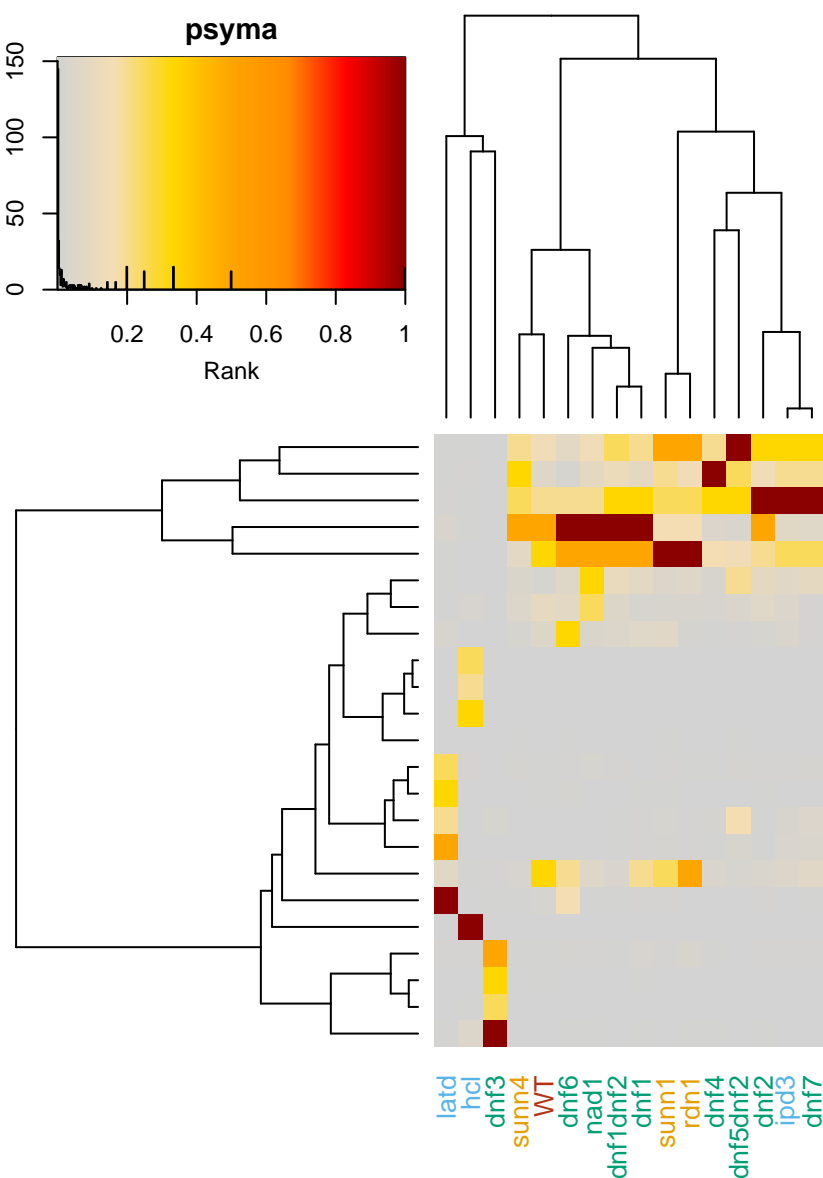 psyma
150
100
50
0
0.2 0.4 0.6 0.8 1
Rank
latd hcl dnf3 sunn4 WT dnf6 nad1 dnf1dnf2 dnf1 sunn1 rdn1 dnf4 dnf5dnf2 dnf2 ipd3 dnf7